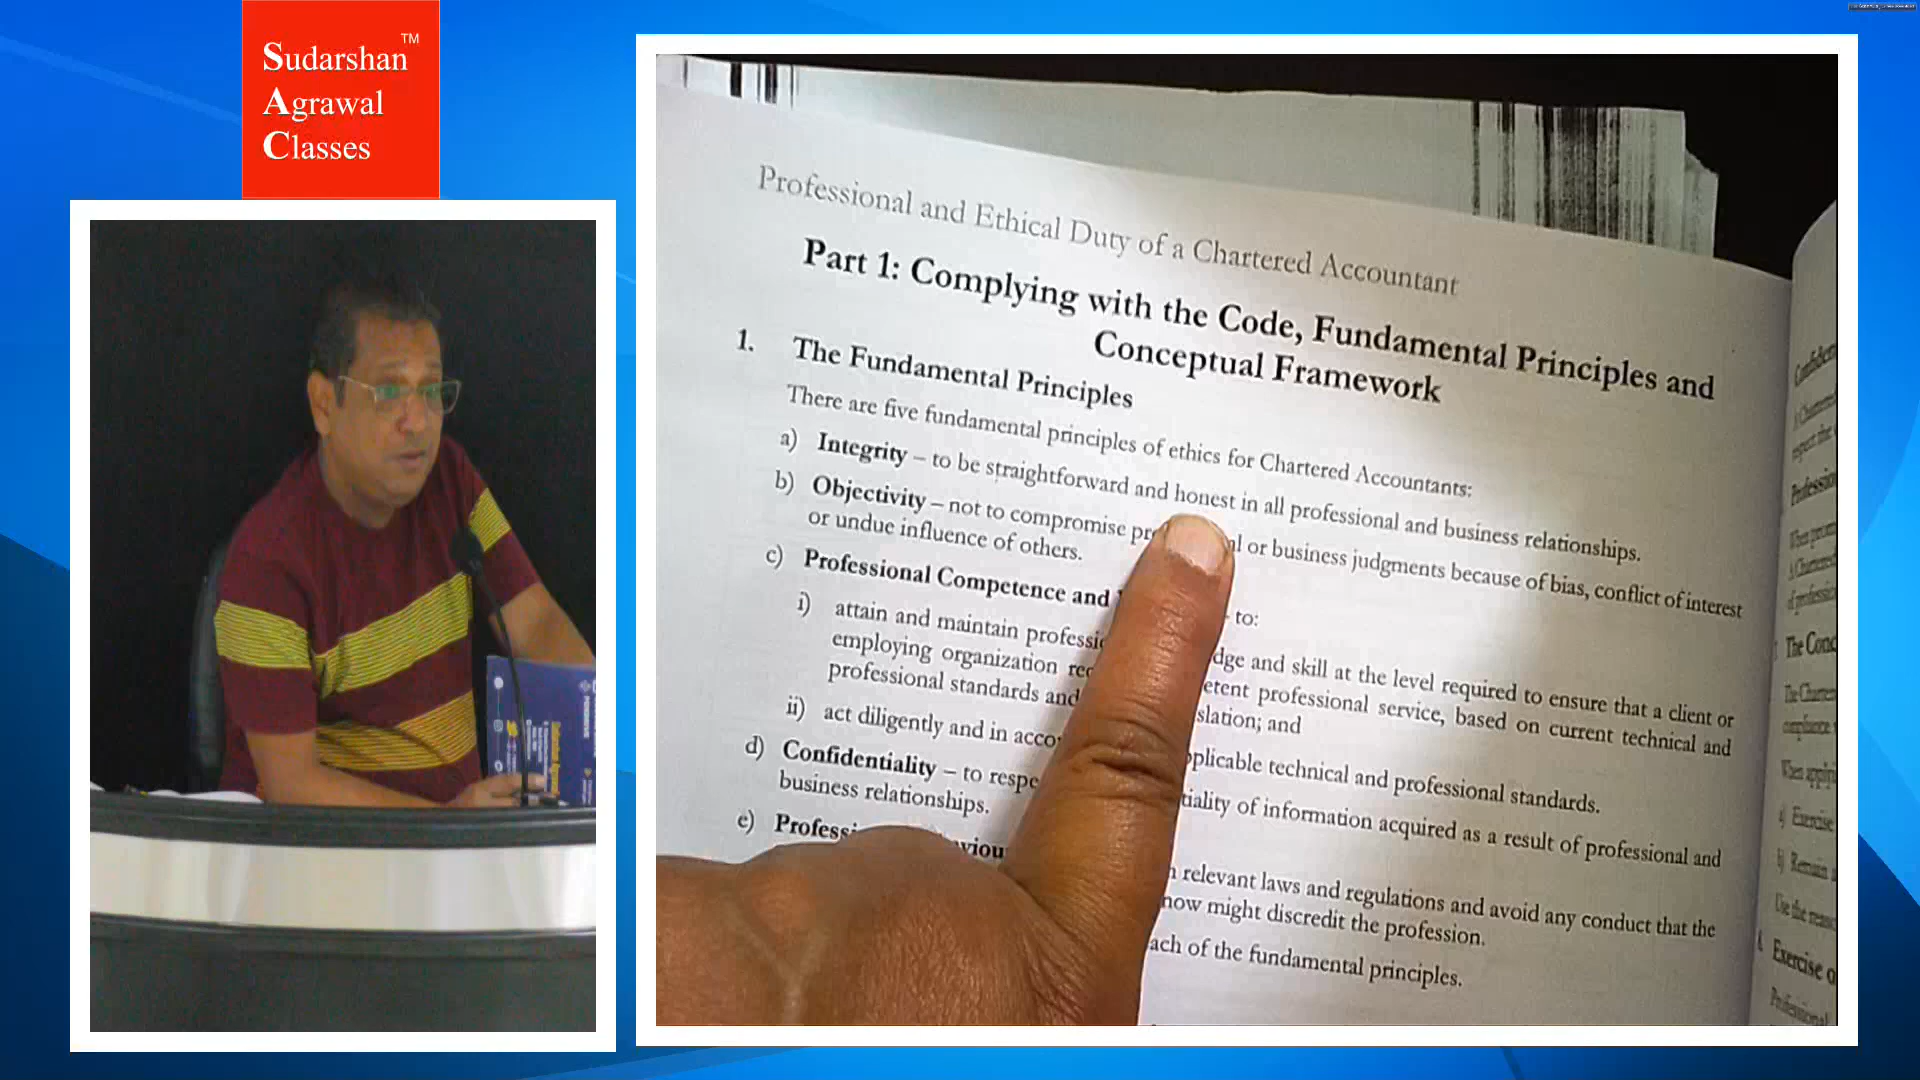 Sudarshan™
Agrawal
Classes
Professional and Ethical Duty of a Chartered Accountant
Part 1: Complying with the Code, Fundamental Principles and
Conceptual Framework
1. The Fundamental Principles
There are five fundamental principles of ethics for Chartered Accountants:
a) Integrity – to be straightforward and honest in all professional and business relationships.
b) Objectivity – not to compromise or business judgments because of bias, conflict of interest
or undue influence of others.
c) Professional Competence and to:
i) attain and maintain and skill at the level required to ensure that a client or
employing organization professional service, based on current technical and
professional standards and and
ii) act diligently and in technical and professional standards.
d) Confidentiality – to of information acquired as a result of professional and
business relationships.
e) relevant laws and regulations and avoid any conduct that the
might discredit the profession.
of the fundamental principles.
The
Exercise
Remain
Use the
Exercise
Professional